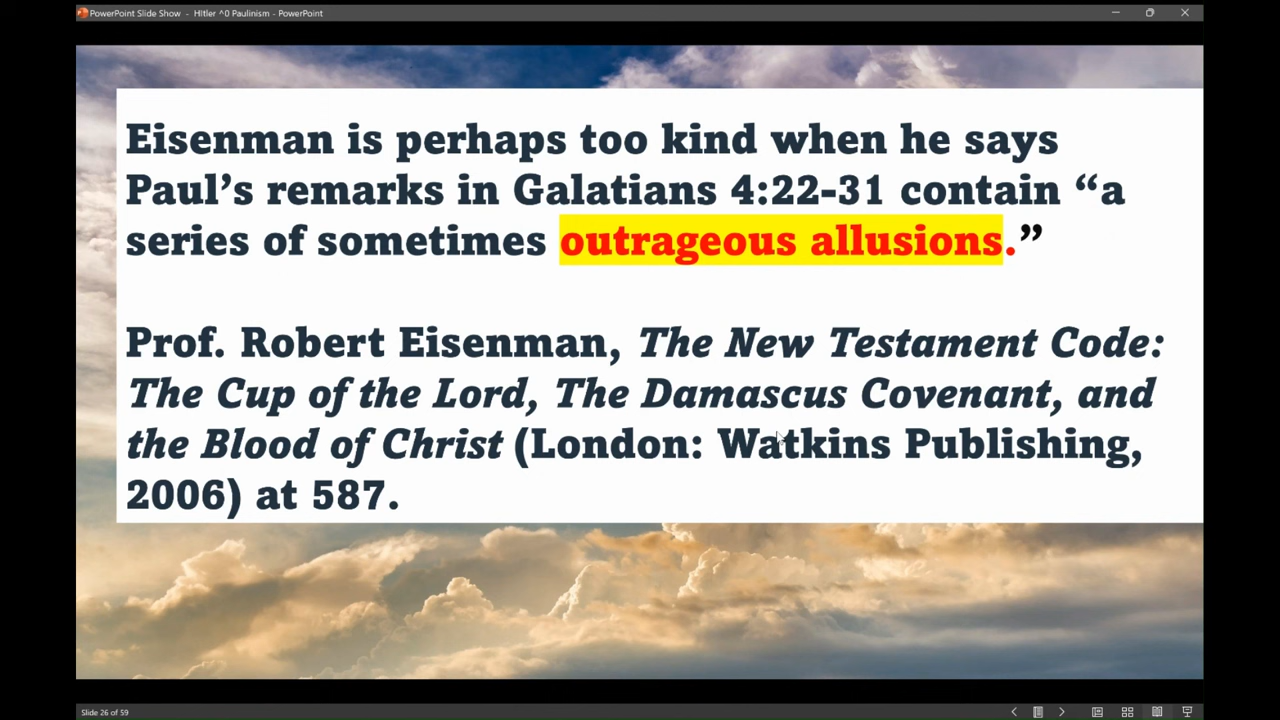 PowerPoint Slide Show - HItler ^0 Paulinism - PowerPoint
Eisenman is perhaps too kind when he says
Paul’s remarks in Galatians 4:22-31 contain “a
series of sometimes outrageous allusions.”
Prof. Robert Eisenman, The New Testament Code:
The Cup of the Lord, The Damascus Covenant, and
the Blood of Christ (London: Watkins Publishing,
2006) at 587.
Slide 26 of 59